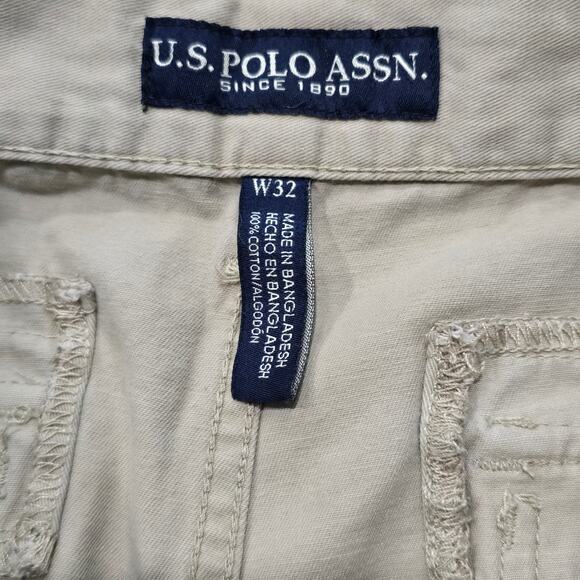 U.S. POLO ASSN.
SINCE 1890
W32
MADE IN BANGLADESH
HECHO EN BANGLADESH
100% COTTON/ALGODÓN